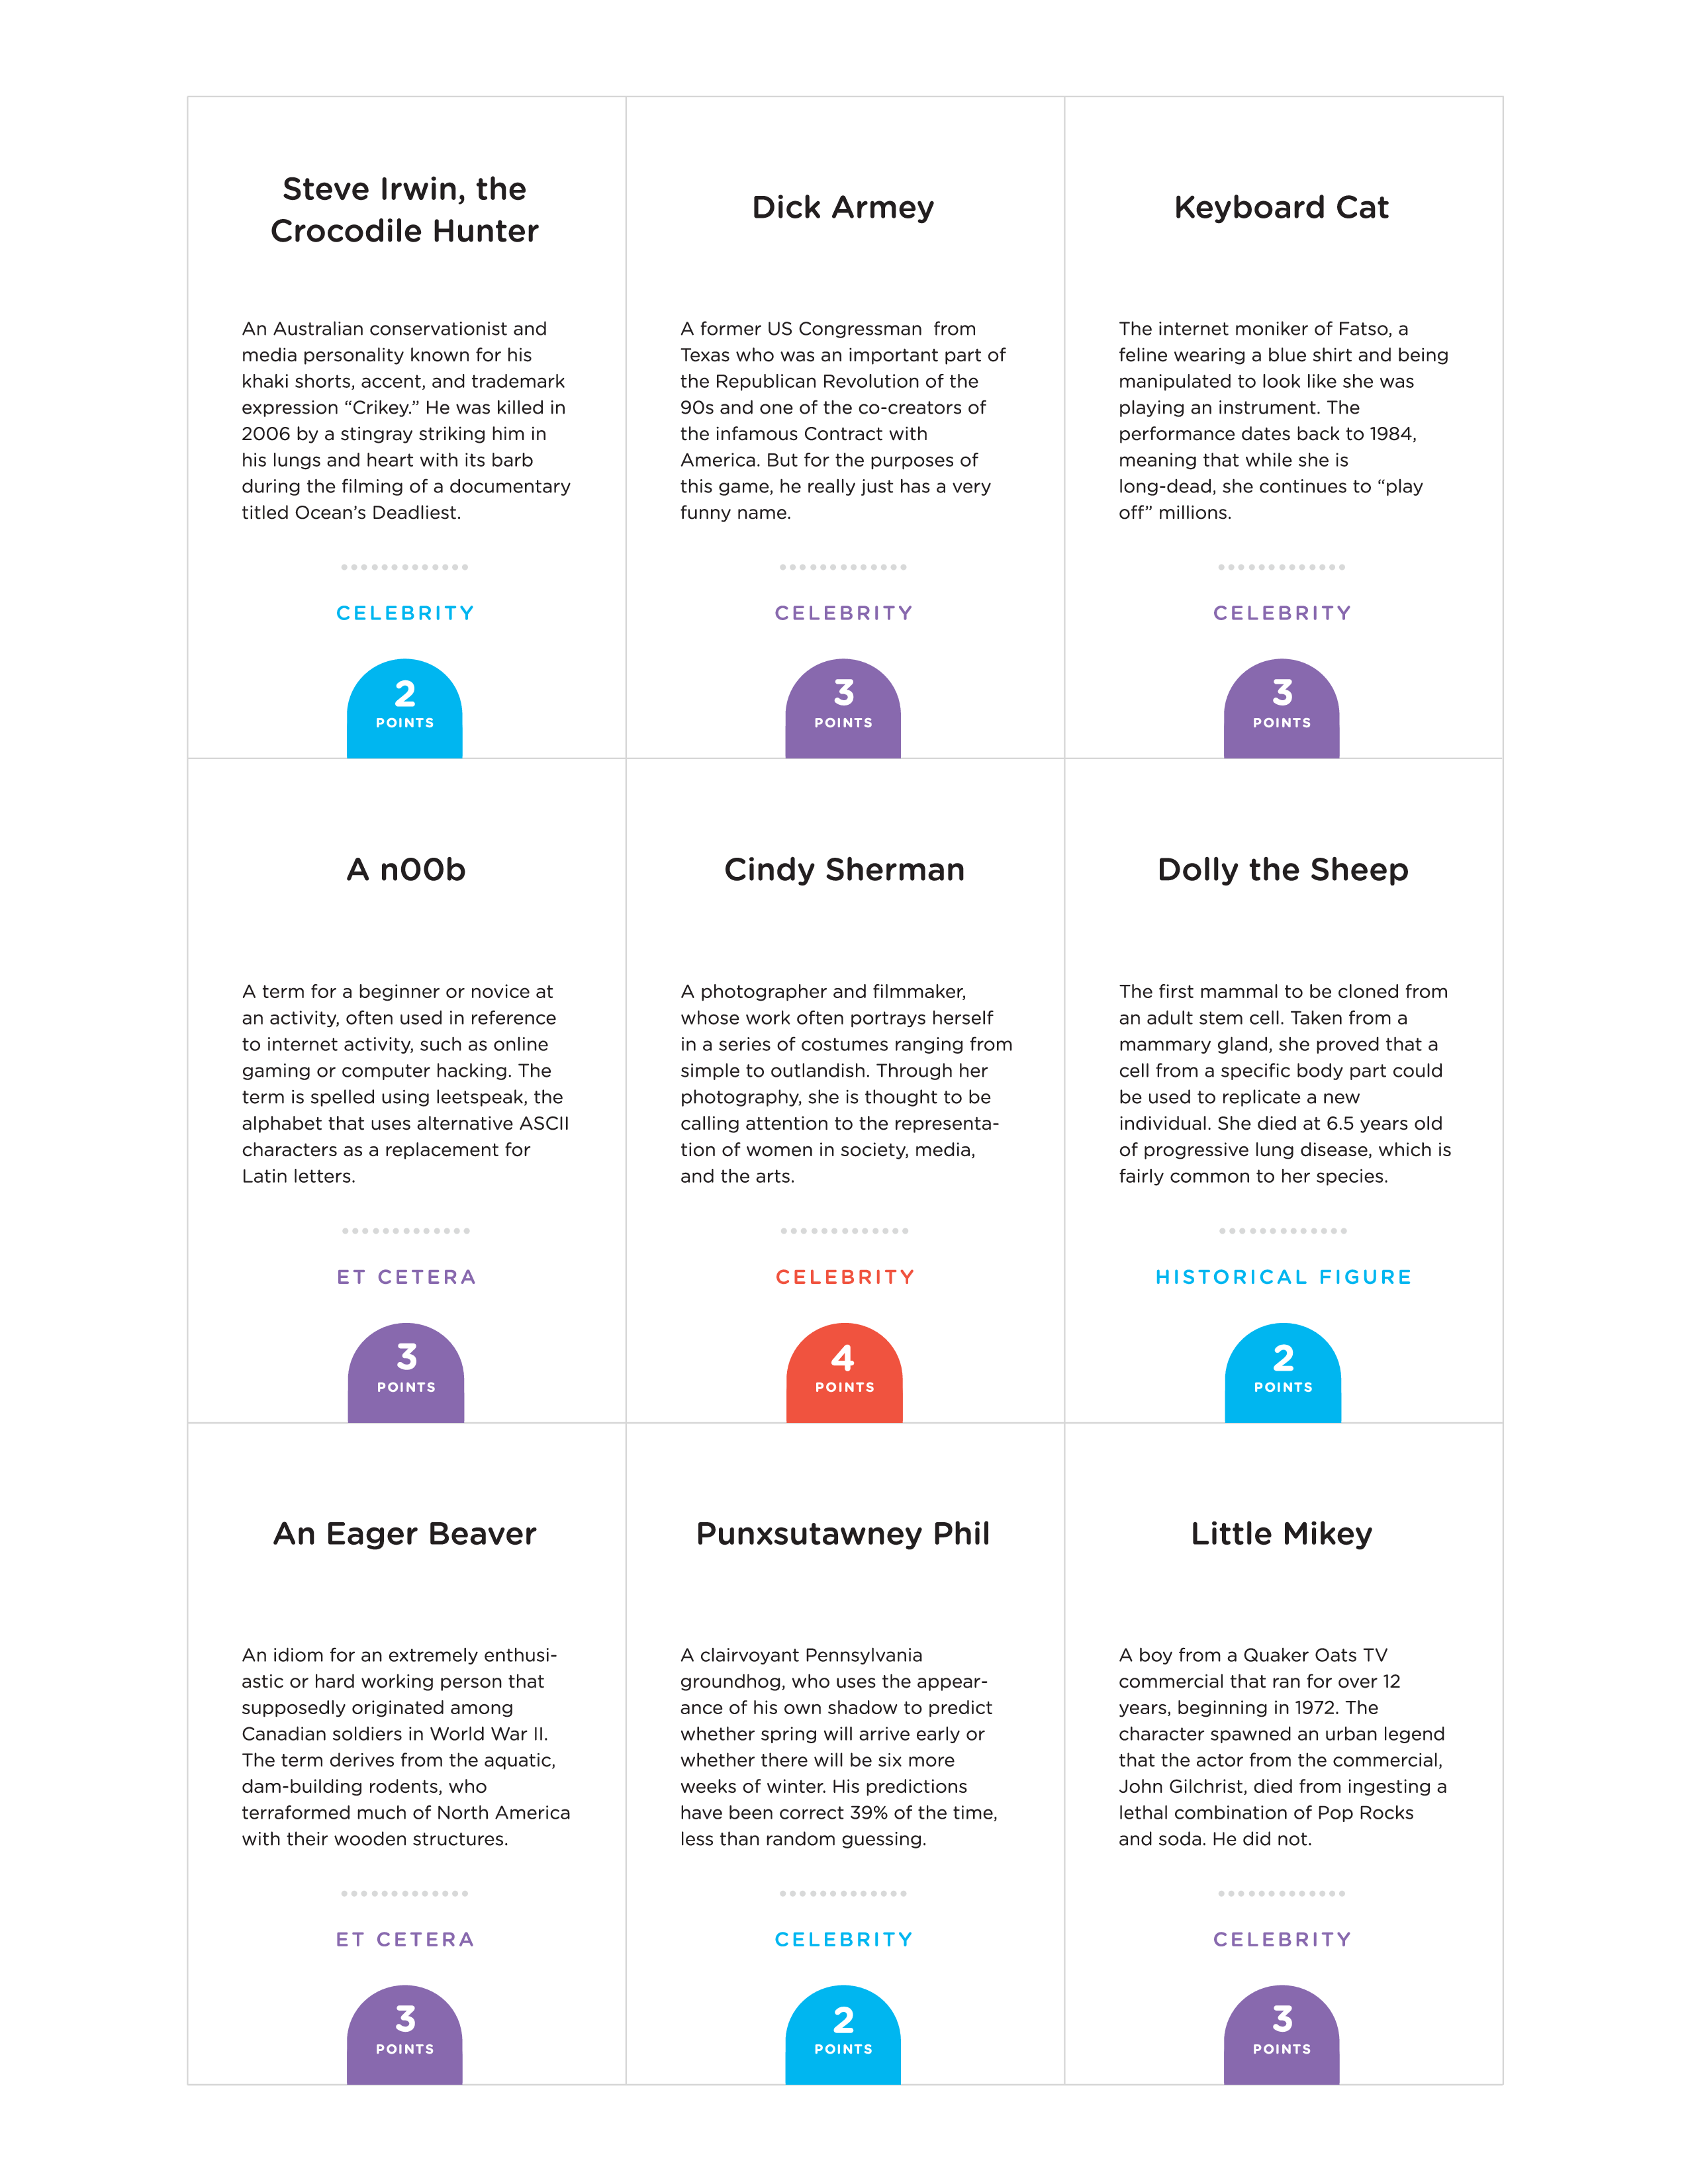 Steve Irwin, the
Crocodile Hunter
An Australian conservationist and
media personality known for his
khaki shorts, accent, and trademark
expression “Crikey.” He was killed in
2006 by a stingray striking him in
his lungs and heart with its barb
during the filming of a documentary
titled Ocean’s Deadliest.
CELEBRITY
2
POINTS
Dick Armey
A former US Congressman  from
Texas who was an important part of
the Republican Revolution of the
90s and one of the co-creators of
the infamous Contract with
America. But for the purposes of
this game, he really just has a very
funny name.
CELEBRITY
3
POINTS
Keyboard Cat
The internet moniker of Fatso, a
feline wearing a blue shirt and being
manipulated to look like she was
playing an instrument. The
performance dates back to 1984,
meaning that while she is
long-dead, she continues to “play
off” millions.
CELEBRITY
3
POINTS
A n00b
A term for a beginner or novice at
an activity, often used in reference
to internet activity, such as online
gaming or computer hacking. The
term is spelled using leetspeak, the
alphabet that uses alternative ASCII
characters as a replacement for
Latin letters.
ET CETERA
3
POINTS
Cindy Sherman
A photographer and filmmaker,
whose work often portrays herself
in a series of costumes ranging from
simple to outlandish. Through her
photography, she is thought to be
calling attention to the representa-
tion of women in society, media,
and the arts.
CELEBRITY
4
POINTS
Dolly the Sheep
The first mammal to be cloned from
an adult stem cell. Taken from a
mammary gland, she proved that a
cell from a specific body part could
be used to replicate a new
individual. She died at 6.5 years old
of progressive lung disease, which is
fairly common to her species.
HISTORICAL FIGURE
2
POINTS
An Eager Beaver
An idiom for an extremely enthusi-
astic or hard working person that
supposedly originated among
Canadian soldiers in World War II.
The term derives from the aquatic,
dam-building rodents, who
terraformed much of North America
with their wooden structures.
ET CETERA
3
POINTS
Punxsutawney Phil
A clairvoyant Pennsylvania
groundhog, who uses the appear-
ance of his own shadow to predict
whether spring will arrive early or
whether there will be six more
weeks of winter. His predictions
have been correct 39% of the time,
less than random guessing.
CELEBRITY
2
POINTS
Little Mikey
A boy from a Quaker Oats TV
commercial that ran for over 12
years, beginning in 1972. The
character spawned an urban legend
that the actor from the commercial,
John Gilchrist, died from ingesting a
lethal combination of Pop Rocks
and soda. He did not.
CELEBRITY
3
POINTS